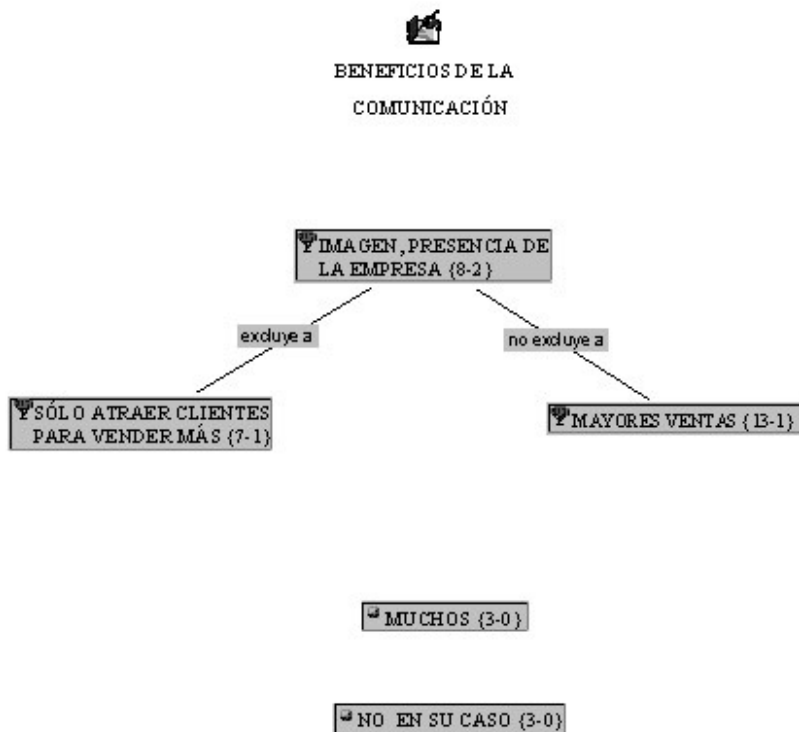 BENEFICIOS DE LA
COMUNICACIÓN
IMAGEN, PRESENCIA DE
LA EMPRESA {8-2}
excluye a
no excluye a
SÓLO ATRAER CLIENTES
PARA VENDER MÁS {7-1}
MAYORES VENTAS {13-1}
MUCHOS {3-0}
NO EN SU CASO {3-0}